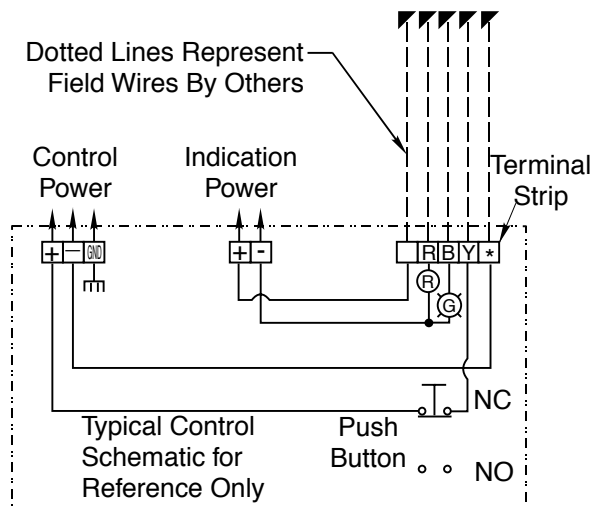 Dotted Lines Represent
Field Wires By Others
Control
Power
Indication
Power
Terminal
Strip
+ – GND
+ -
R B Y *
R
G
NC
Typical Control
Schematic for
Reference Only
Push
Button
NO